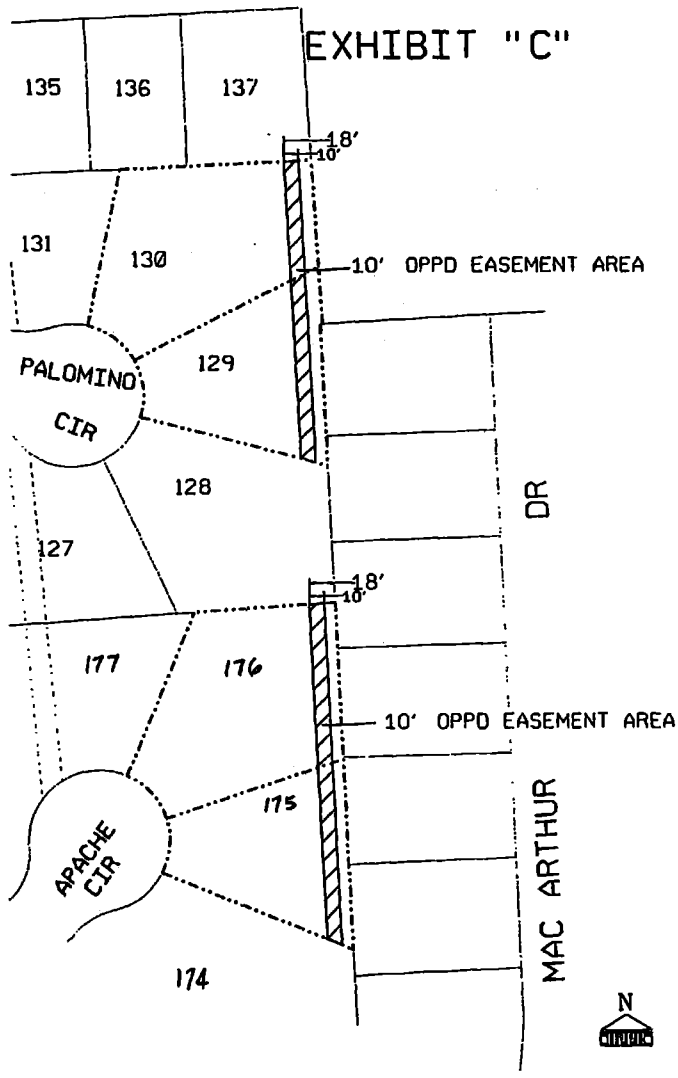 EXHIBIT "C"
135
136
137
18'
10'
131
130
10' OPPD EASEMENT AREA
129
PALOMINO
CIR
128
DR
127
18'
10'
177
176
10' OPPD EASEMENT AREA
175
APACHE
CIR
MAC ARTHUR
174
N